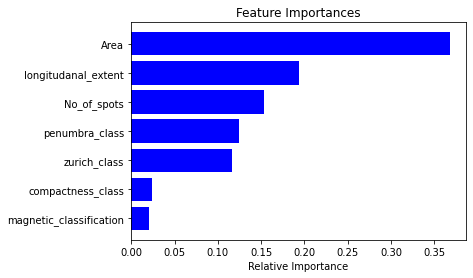 Feature Importances
Area
longitudanal_extent
No_of_spots
penumbra_class
zurich_class
compactness_class
magnetic_classification
0.00 0.05 0.10 0.15 0.20 0.25 0.30 0.35
Relative Importance